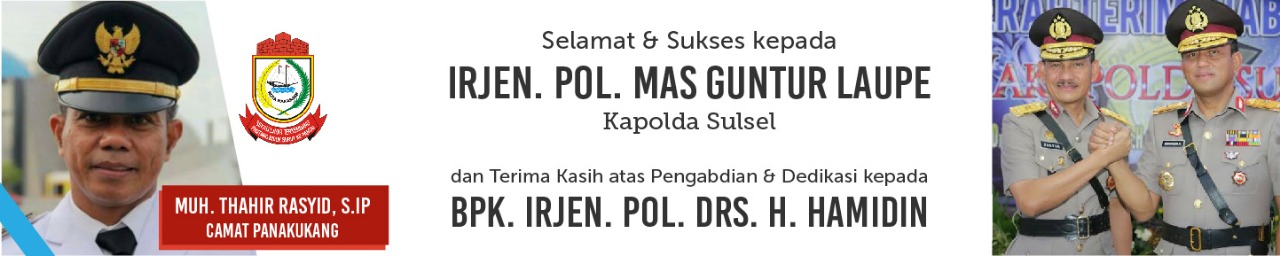 MUH. THAHIR RASYID, S.IP
CAMAT PANAKUKANG
Selamat & Sukses kepada
IRJEN. POL. MAS GUNTUR LAUPE
Kapolda Sulsel
dan Terima Kasih atas Pengabdian & Dedikasi kepada
BPK. IRJEN. POL. DRS. H. HAMIDIN